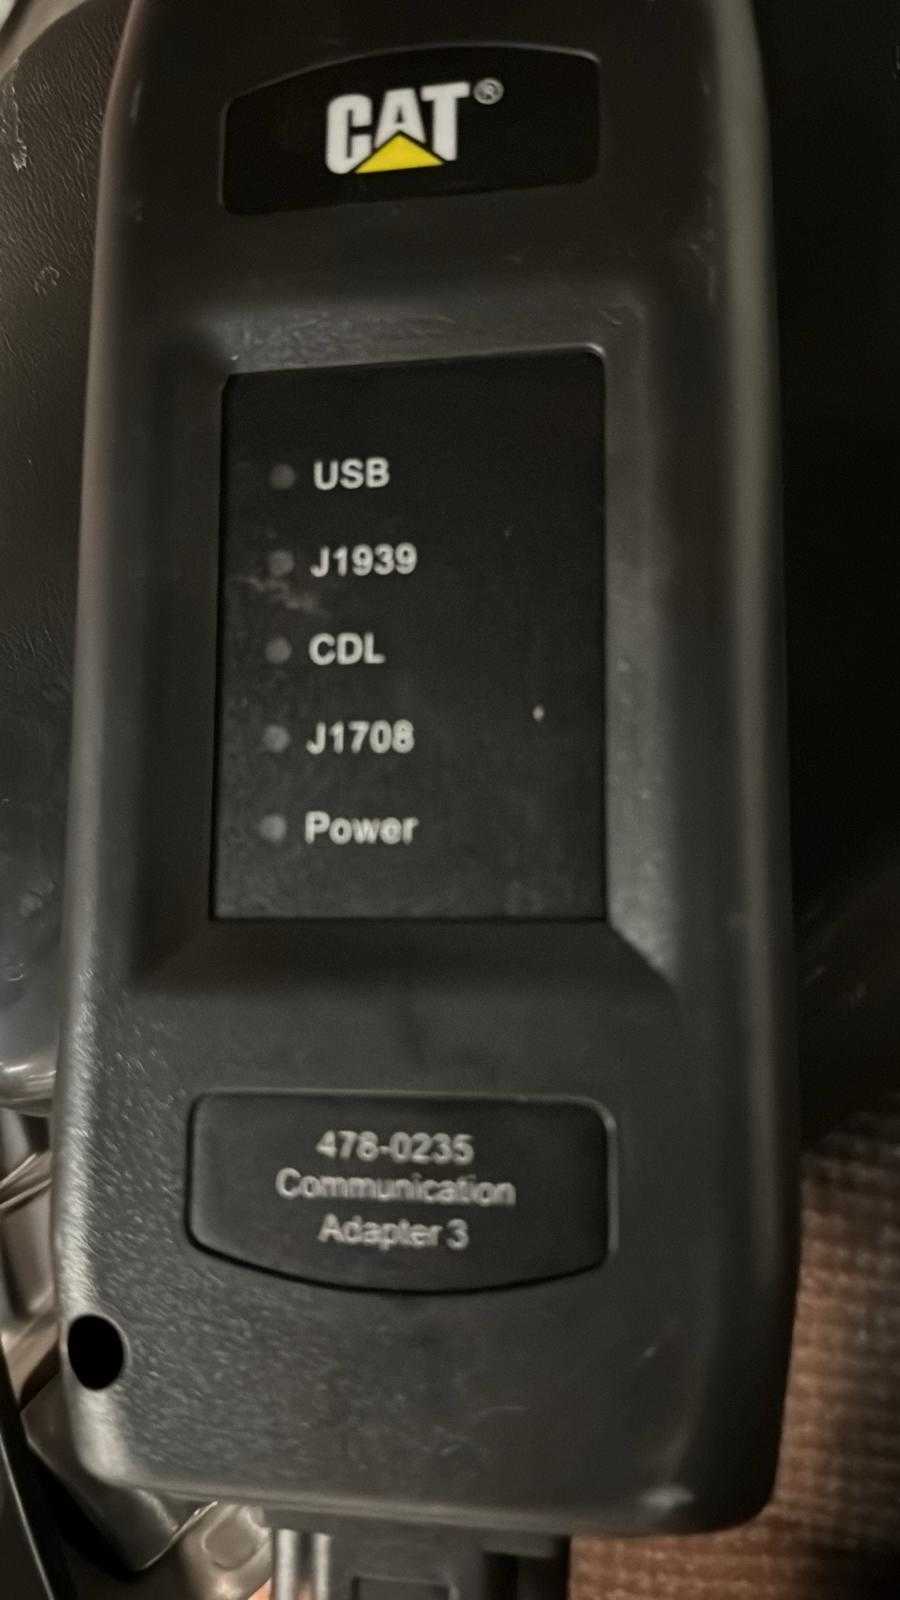 CAT®
USB
J1939
CDL
J1708
Power
478-0235
Communication
Adapter 3